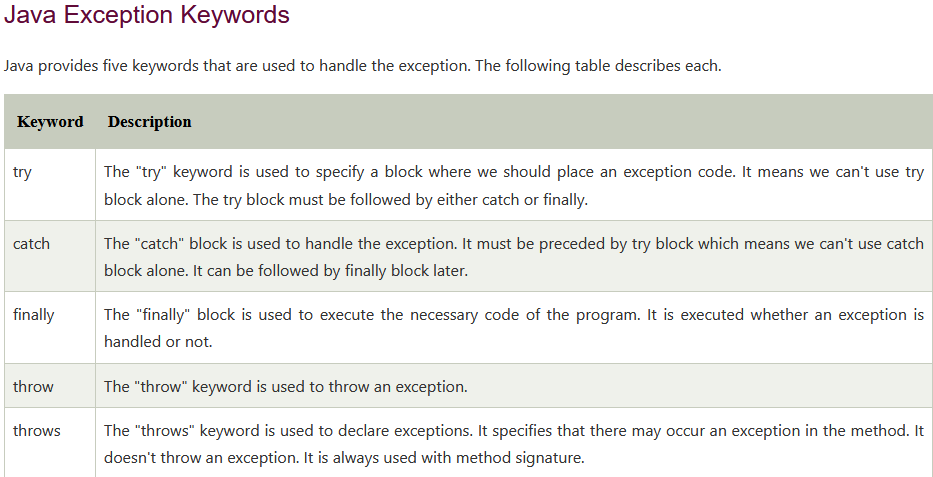 Java Exception Keywords
Java provides five keywords that are used to handle the exception. The following table describes each.
Keyword Description
try The "try" keyword is used to specify a block where we should place an exception code. It means we can't use try
block alone. The try block must be followed by either catch or finally.
catch The "catch" block is used to handle the exception. It must be preceded by try block which means we can't use catch
block alone. It can be followed by finally block later.
finally The "finally" block is used to execute the necessary code of the program. It is executed whether an exception is
handled or not.
throw The "throw" keyword is used to throw an exception.
throws The "throws" keyword is used to declare exceptions. It specifies that there may occur an exception in the method. It
doesn't throw an exception. It is always used with method signature.